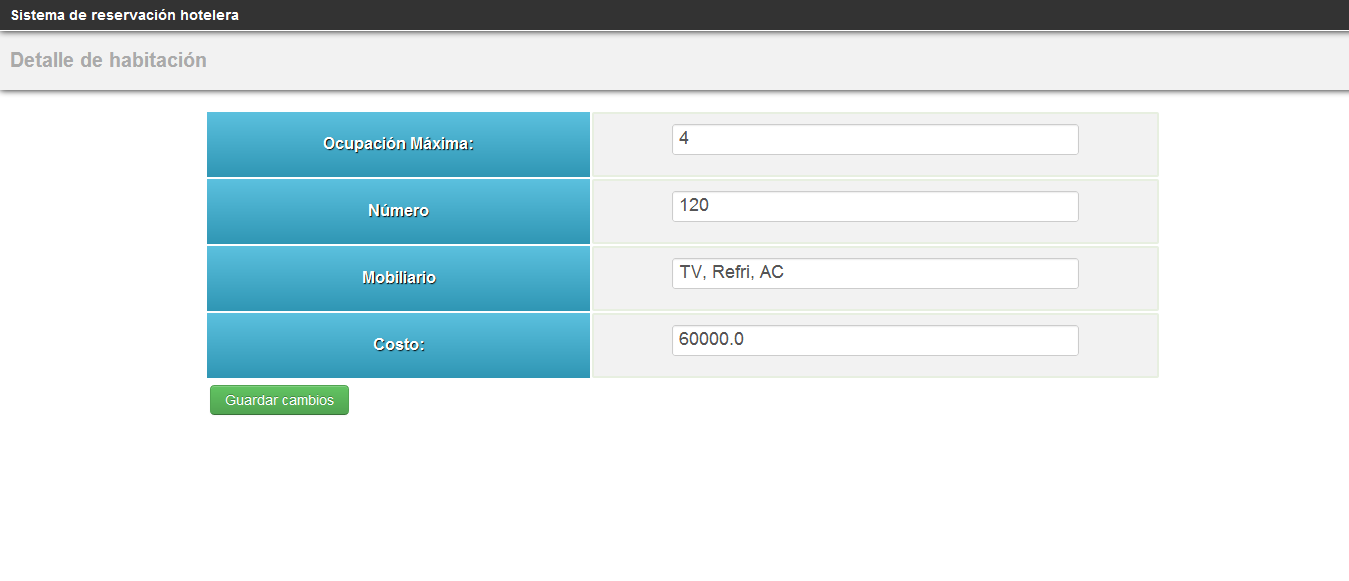 Sistema de reservación hotelera
Detalle de habitación
Ocupación Máxima: 4
Número 120
Mobiliario TV, Refri, AC
Costo: 60000.0
Guardar cambios